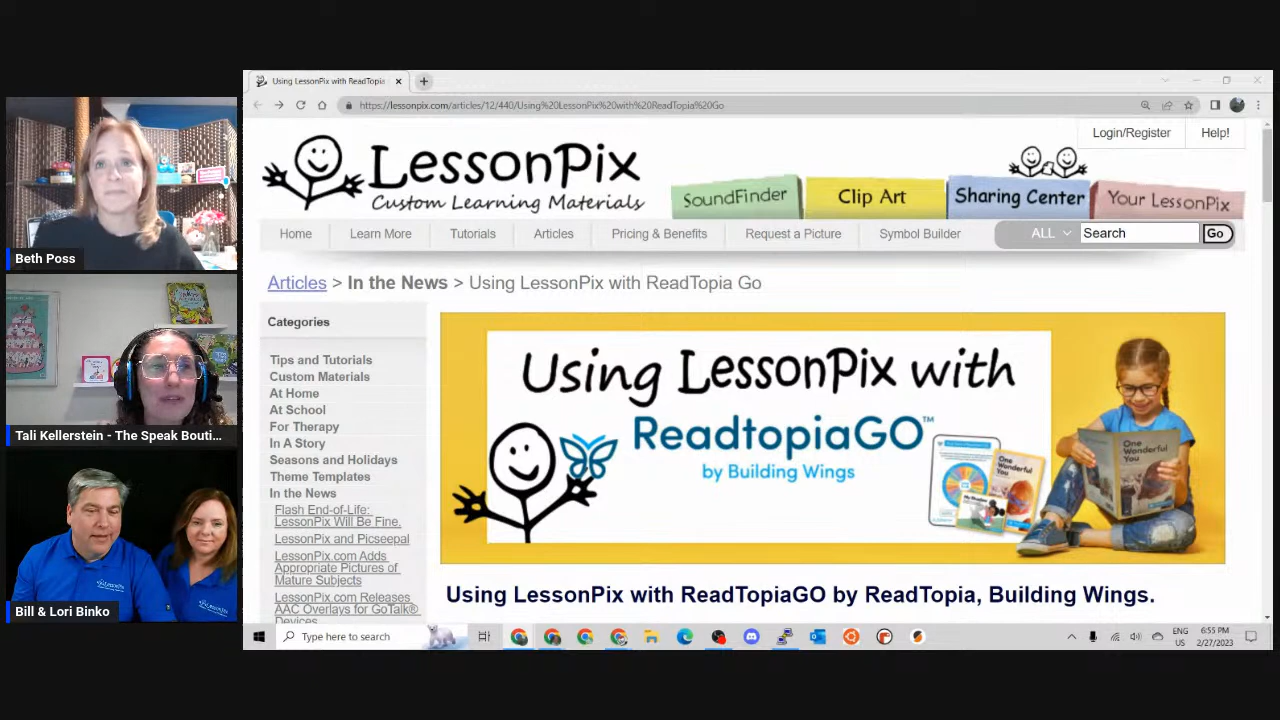 Beth Poss
Tali Kellerstein - The Speak Bouti...
Bill & Lori Binko
LessonPix
Using LessonPix with ReadTopia
https://lessonpix.com/articles/12/440/Using%20LessonPix%20with%20ReadTopia%20Go
Login/Register Help!
LessonPix
Custom Learning Materials
SoundFinder Clip Art Sharing Center Your LessonPix
Home Learn More Tutorials Articles Pricing & Benefits Request a Picture Symbol Builder ALL Search Go
Articles > In the News > Using LessonPix with ReadTopia Go
Categories
Tips and Tutorials
Custom Materials
At Home
At School
For Therapy
In A Story
Seasons and Holidays
Theme Templates
In the News
Flash End-of-Life:
LessonPix Will Be Fine.
LessonPix and Picseepal
LessonPix.com Adds
Appropriate Pictures of
Mature Subjects
LessonPix.com Releases
AAC Overlays for GoTalk®
Devices
Using LessonPix with
ReadtopiaGO™
by Building Wings
One
Wonderful
You
One
Wonderful
You
Using LessonPix with ReadTopiaGO by ReadTopia, Building Wings.
Type here to search
ENG
US
6:55 PM
2/27/2023